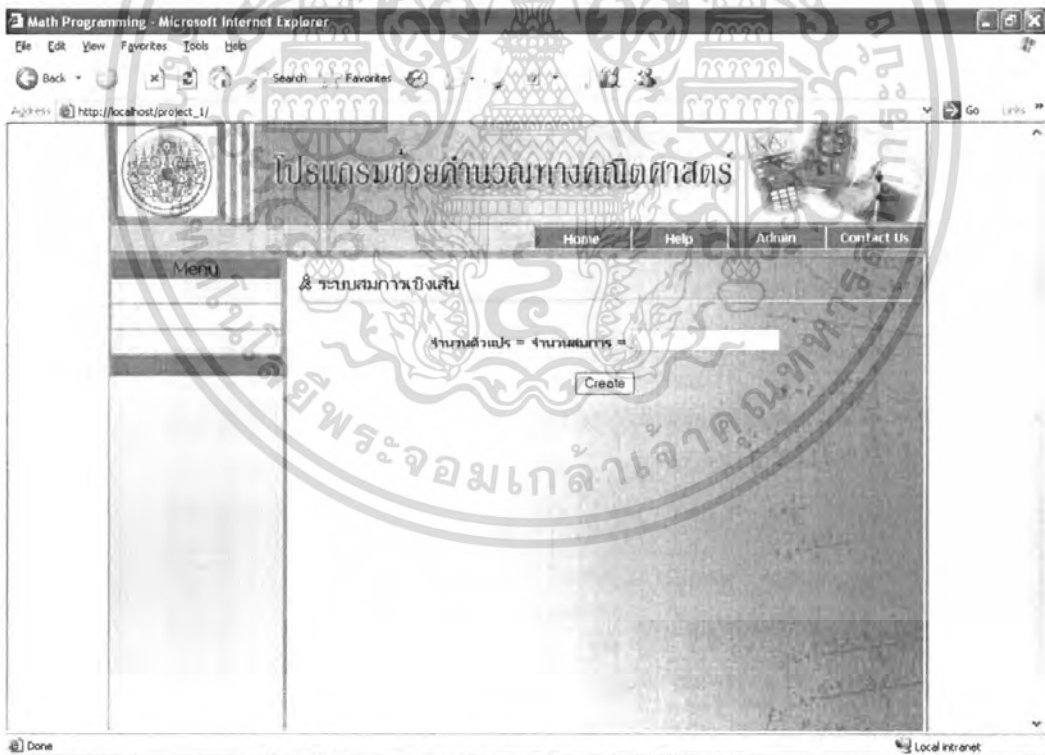 Math Programming - Microsoft Internet Explorer
File Edit View Favorites Tools Help
Back Search Favorites
Address http://localhost/project_1/ Go Links »
โปรแกรมช่วยคำนวณทางคณิตศาสตร์
Home Help Admin Contact Us
Menu
ระบบสมการเชิงเส้น
จำนวนตัวแปร = จำนวนสมการ =
Create
Done Local intranet